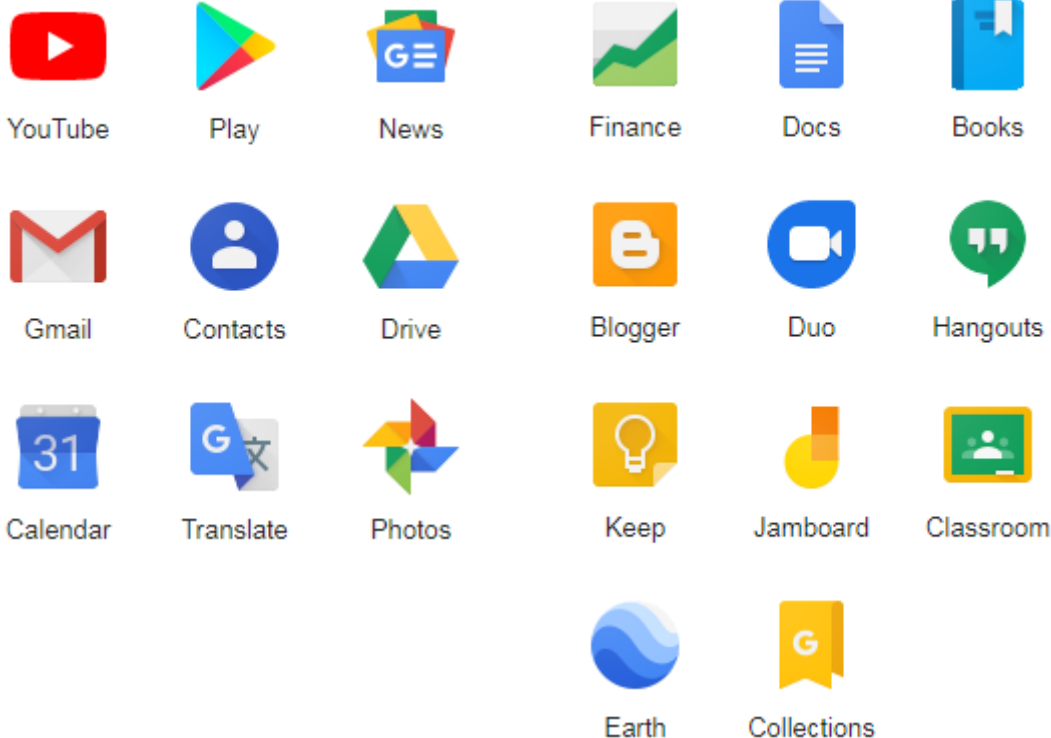 YouTube Play News Finance Docs Books
G
Gmail Contacts Drive Blogger Duo Hangouts
31 G 文
Calendar Translate Photos Keep Jamboard Classroom
G
Earth Collections